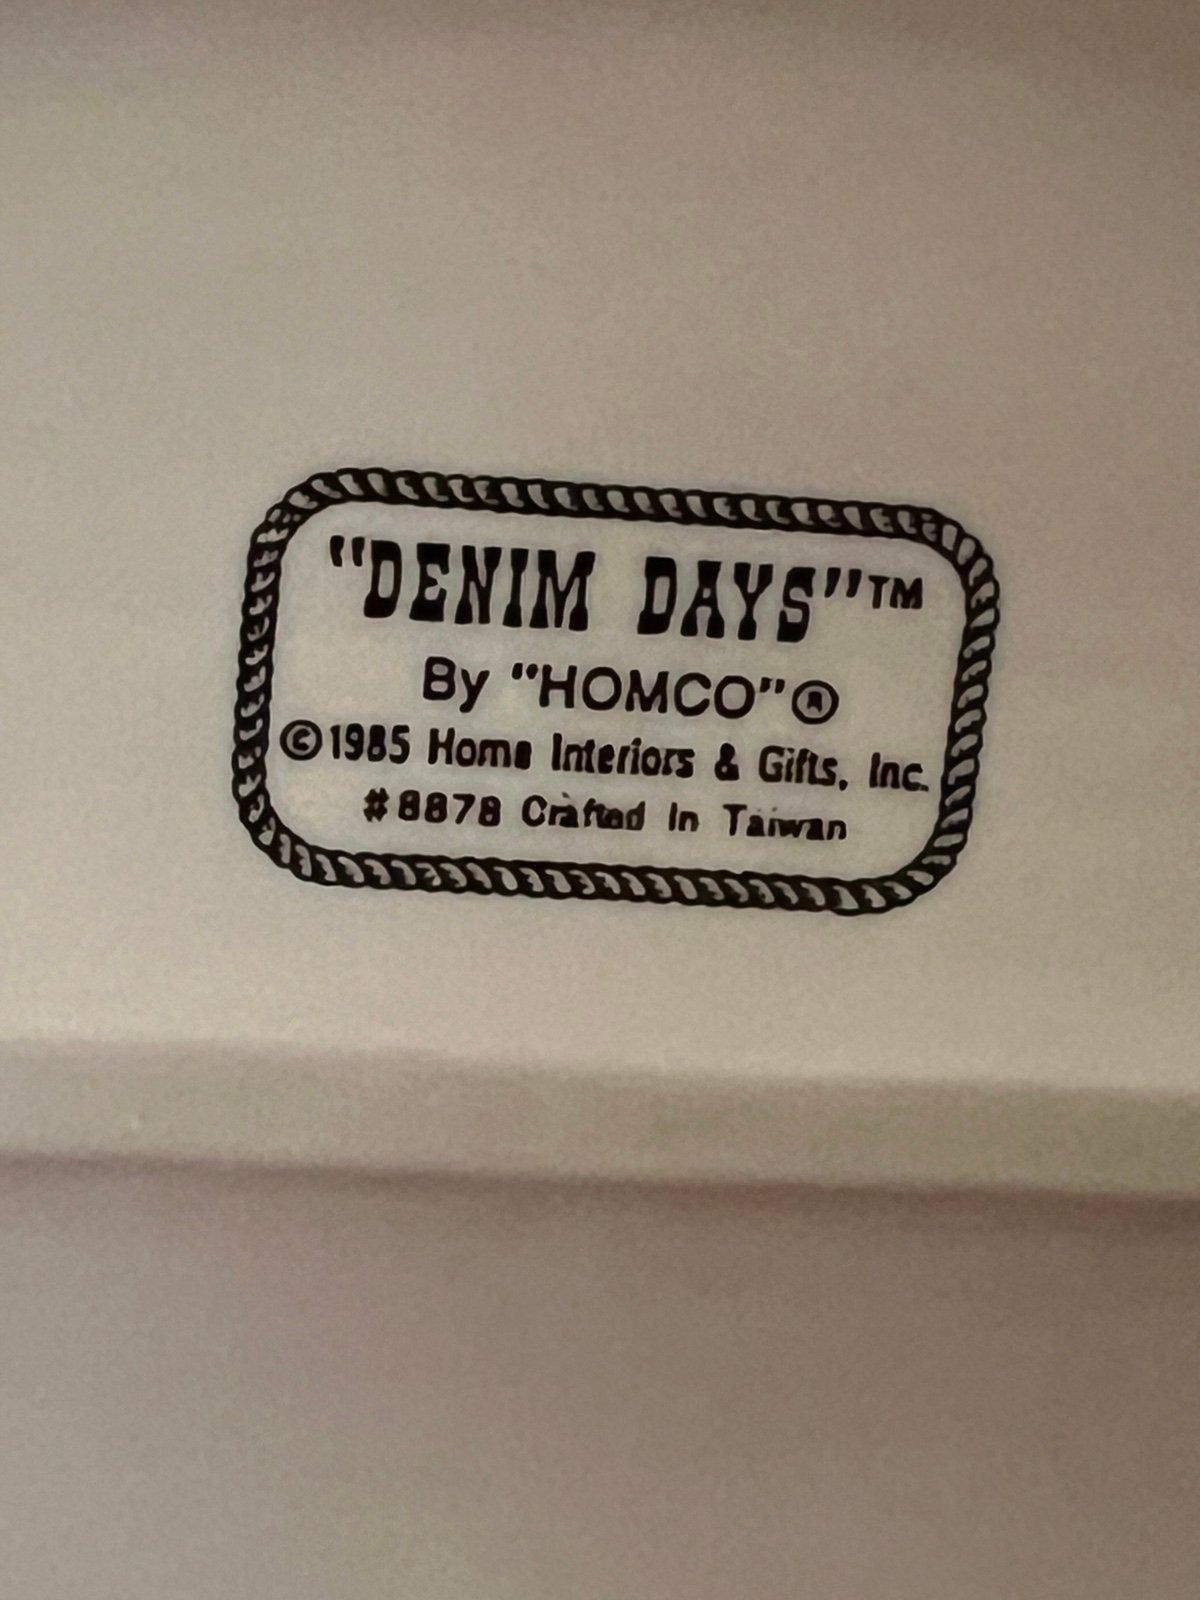 "DENIM DAYS"™
By "HOMCO"®
©1985 Home Interiors & Gifts, Inc.
#8878 Crafted In Taiwan